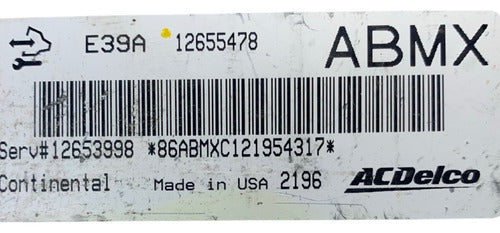 E39A 12655478 ABMX
Serv#12653998 *86ABMXC121954317*
Continental Made in USA 2196 ACDelco